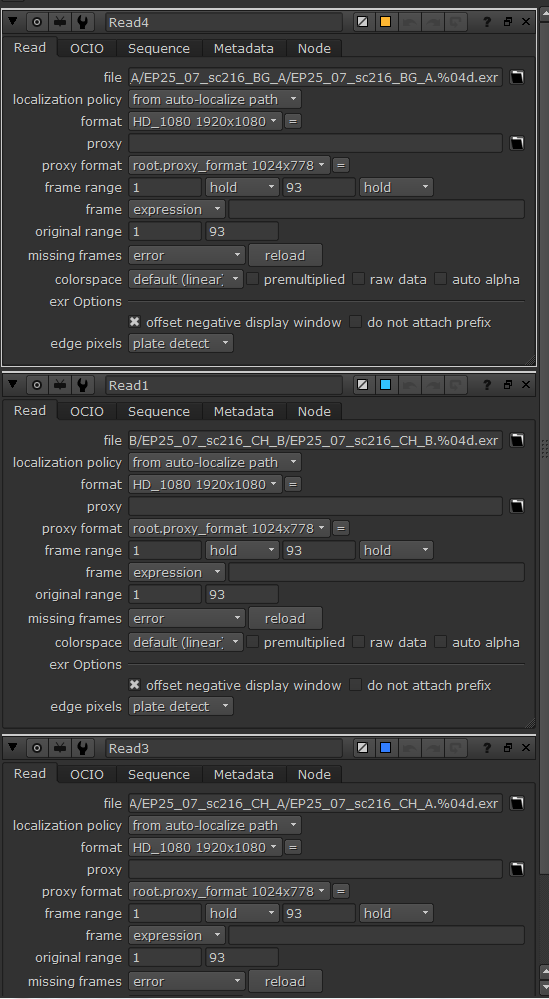 Read4
Read OCIO Sequence Metadata Node
file A/EP25_07_sc216_BG_A/EP25_07_sc216_BG_A.%04d.exr
localization policy from auto-localize path
format HD_1080 1920x1080 =
proxy
proxy format root.proxy_format 1024x778 =
frame range 1 hold 93 hold
frame expression
original range 1 93
missing frames error reload
colorspace default (linear) premultiplied raw data auto alpha
exr Options
offset negative display window do not attach prefix
edge pixels plate detect
Read1
Read OCIO Sequence Metadata Node
file B/EP25_07_sc216_CH_B/EP25_07_sc216_CH_B.%04d.exr
localization policy from auto-localize path
format HD_1080 1920x1080 =
proxy
proxy format root.proxy_format 1024x778 =
frame range 1 hold 93 hold
frame expression
original range 1 93
missing frames error reload
colorspace default (linear) premultiplied raw data auto alpha
exr Options
offset negative display window do not attach prefix
edge pixels plate detect
Read3
Read OCIO Sequence Metadata Node
file A/EP25_07_sc216_CH_A/EP25_07_sc216_CH_A.%04d.exr
localization policy from auto-localize path
format HD_1080 1920x1080 =
proxy
proxy format root.proxy_format 1024x778 =
frame range 1 hold 93 hold
frame expression
original range 1 93
missing frames error reload